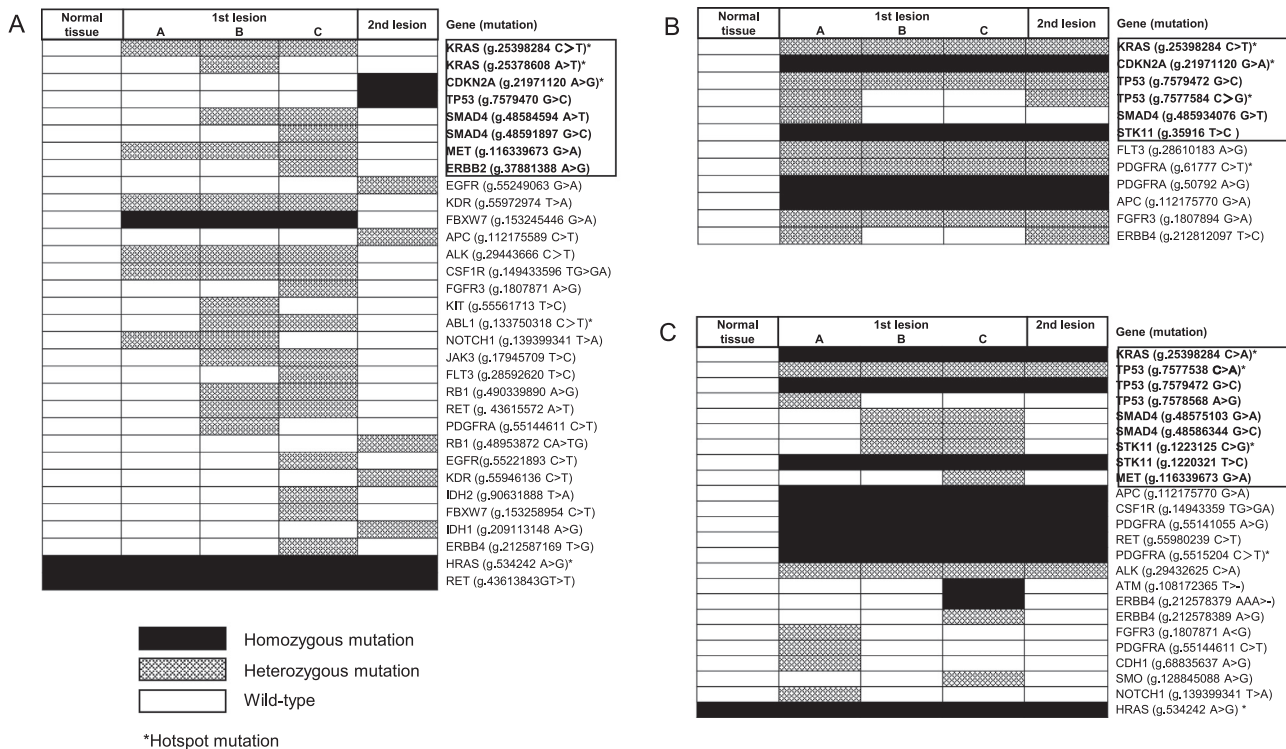 A
Normal tissue
1st lesion
2nd lesion
Gene (mutation)
A B C
KRAS (g.25398284 C>T)*
KRAS (g.25378608 A>T)*
CDKN2A (g.21971120 A>G)*
TP53 (g.7579470 G>C)
SMAD4 (g.48584594 A>T)
SMAD4 (g.48591897 G>C)
MET (g.116339673 G>A)
ERBB2 (g.37881388 A>G)
EGFR (g.55249063 G>A)
KDR (g.55972974 T>A)
FBXW7 (g.153245446 G>A)
APC (g.112175589 C>T)
ALK (g.29443666 C>T)
CSF1R (g.149433596 TG>GA)
FGFR3 (g.1807871 A>G)
KIT (g.55561713 T>C)
ABL1 (g.133750318 C>T)*
NOTCH1 (g.139399341 T>A)
JAK3 (g.17945709 T>C)
FLT3 (g.28592620 T>C)
RB1 (g.490339890 A>G)
RET (g. 43615572 A>T)
PDGFRA (g.55144611 C>T)
RB1 (g.48953872 CA>TG)
EGFR(g.55221893 C>T)
KDR (g.55946136 C>T)
IDH2 (g.90631888 T>A)
FBXW7 (g.153258954 C>T)
IDH1 (g.209113148 A>G)
ERBB4 (g.212587169 T>G)
HRAS (g.534242 A>G)*
RET (g.43613843GT>T)
Homozygous mutation
Heterozygous mutation
Wild-type
*Hotspot mutation
B
Normal tissue
1st lesion
2nd lesion
Gene (mutation)
A B C
KRAS (g.25398284 C>T)*
CDKN2A (g.21971120 G>A)*
TP53 (g.7579472 G>C)
TP53 (g.7577584 C>G)*
SMAD4 (g.485934076 G>T)
STK11 (g.35916 T>C )
FLT3 (g.28610183 A>G)
PDGFRA (g.61777 C>T)*
PDGFRA (g.50792 A>G)
APC (g.112175770 G>A)
FGFR3 (g.1807894 G>A)
ERBB4 (g.212812097 T>C)
C
Normal tissue
1st lesion
2nd lesion
Gene (mutation)
A B C
KRAS (g.25398284 C>A)*
TP53 (g.7577538 C>A)*
TP53 (g.7579472 G>C)
TP53 (g.7578568 A>G)
SMAD4 (g.48575103 G>A)
SMAD4 (g.48586344 G>C)
STK11 (g.1223125 C>G)*
STK11 (g.1220321 T>C)
MET (g.116339673 G>A)
APC (g.112175770 G>A)
CSF1R (g.14943359 TG>GA)
PDGFRA (g.55141055 A>G)
RET (g.55980239 C>T)
PDGFRA (g.5515204 C>T)*
ALK (g.29432625 C>A)
ATM (g.108172365 T>-)
ERBB4 (g.212578379 AAA>-)
ERBB4 (g.212578389 A>G)
FGFR3 (g.1807871 A<G)
PDGFRA (g.55144611 C>T)
CDH1 (g.68835637 A>G)
SMO (g.128845088 G>A)
NOTCH1 (g.139399341 T>A)
HRAS (g.534242 A>G) *